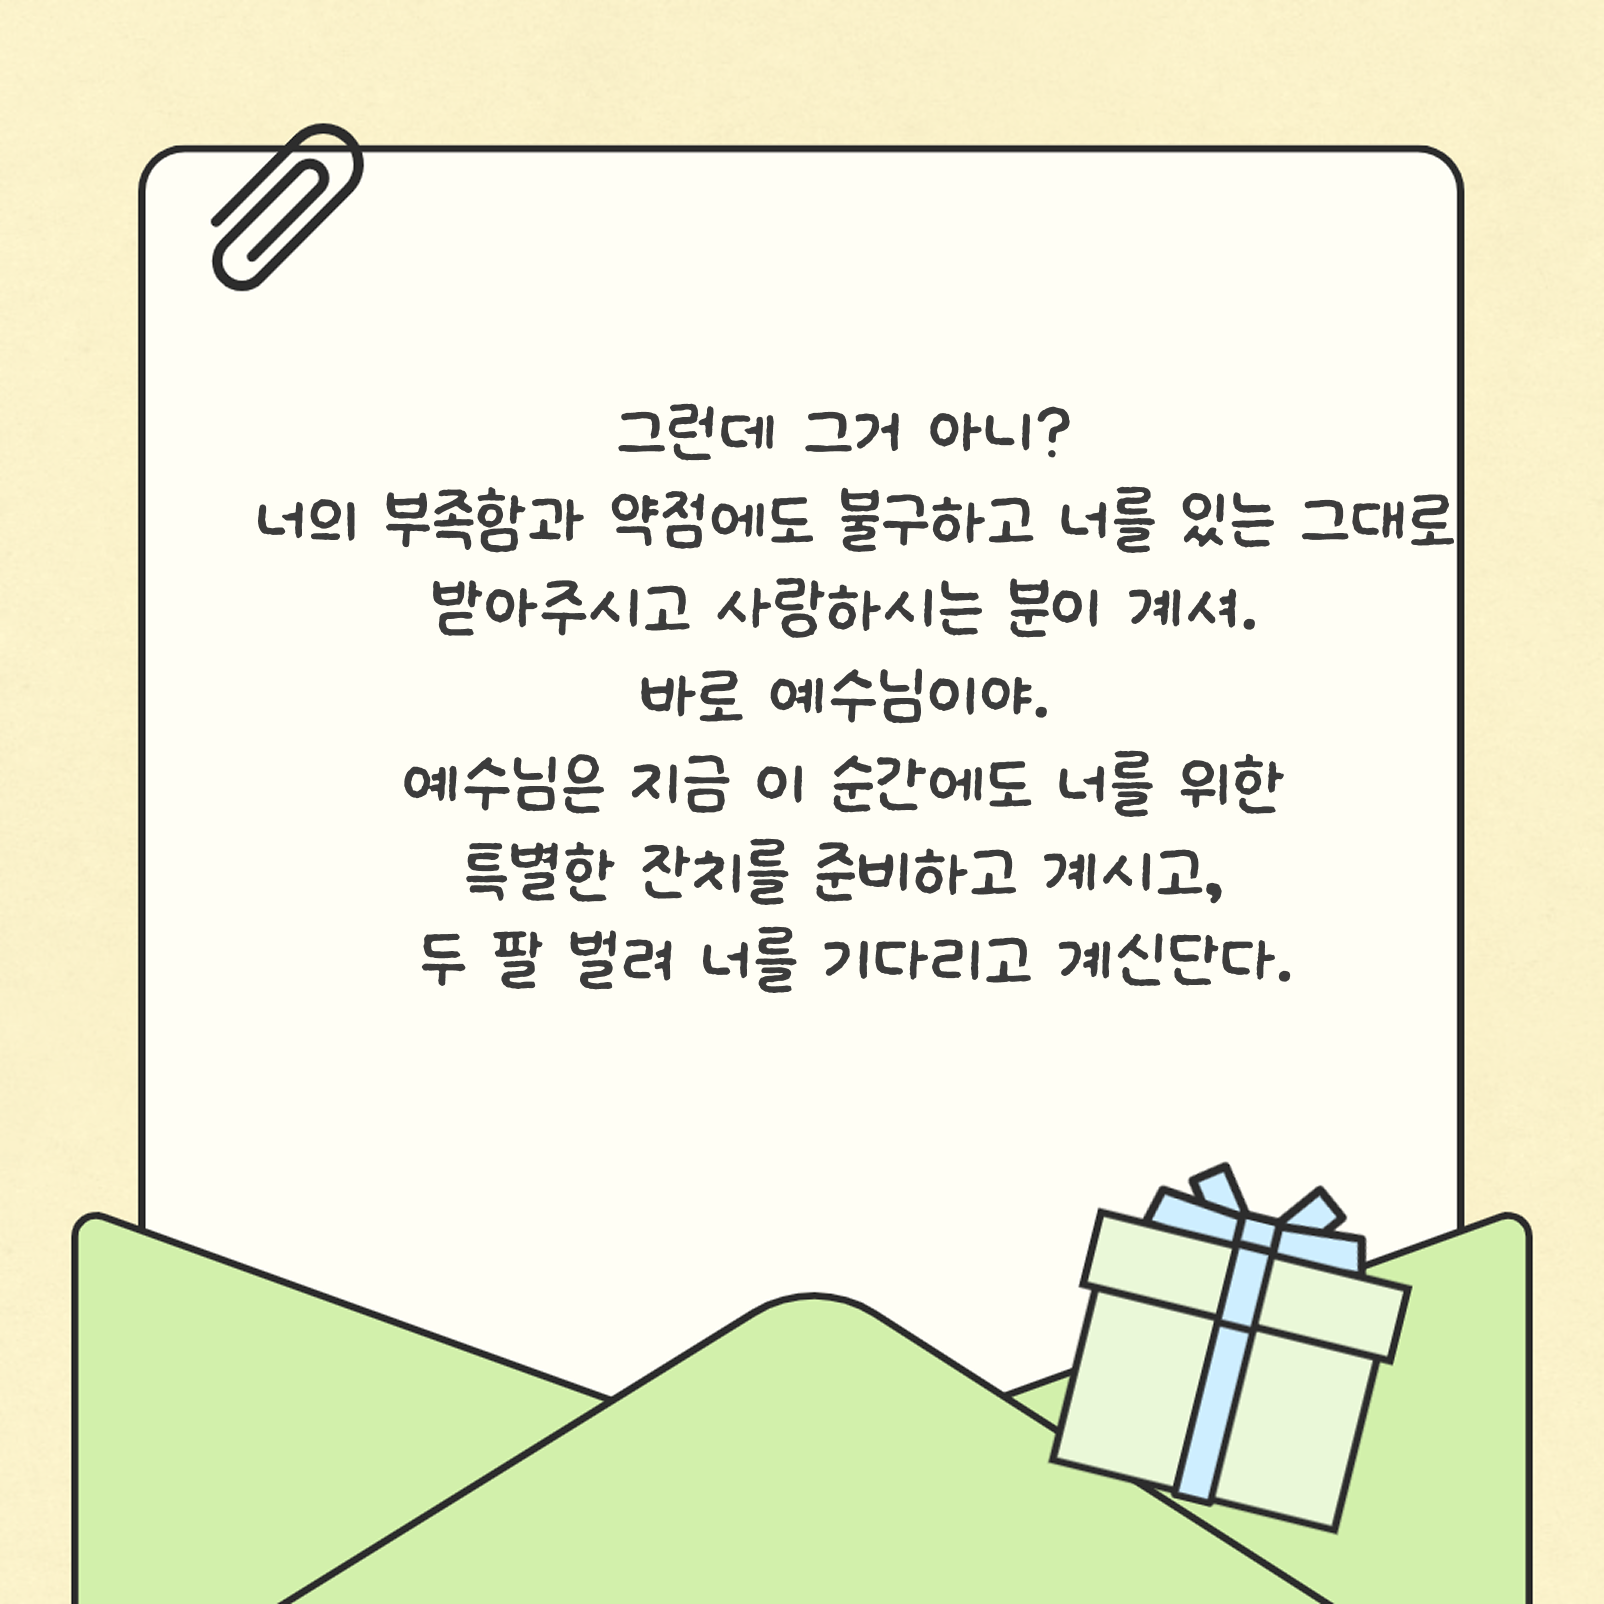 그런데 그거 아니?
너의 부족함과 약점에도 불구하고 너를 있는 그대로
받아주시고 사랑하시는 분이 계셔.
바로 예수님이야.
예수님은 지금 이 순간에도 너를 위한
특별한 잔치를 준비하고 계시고,
두 팔 벌려 너를 기다리고 계신단다.